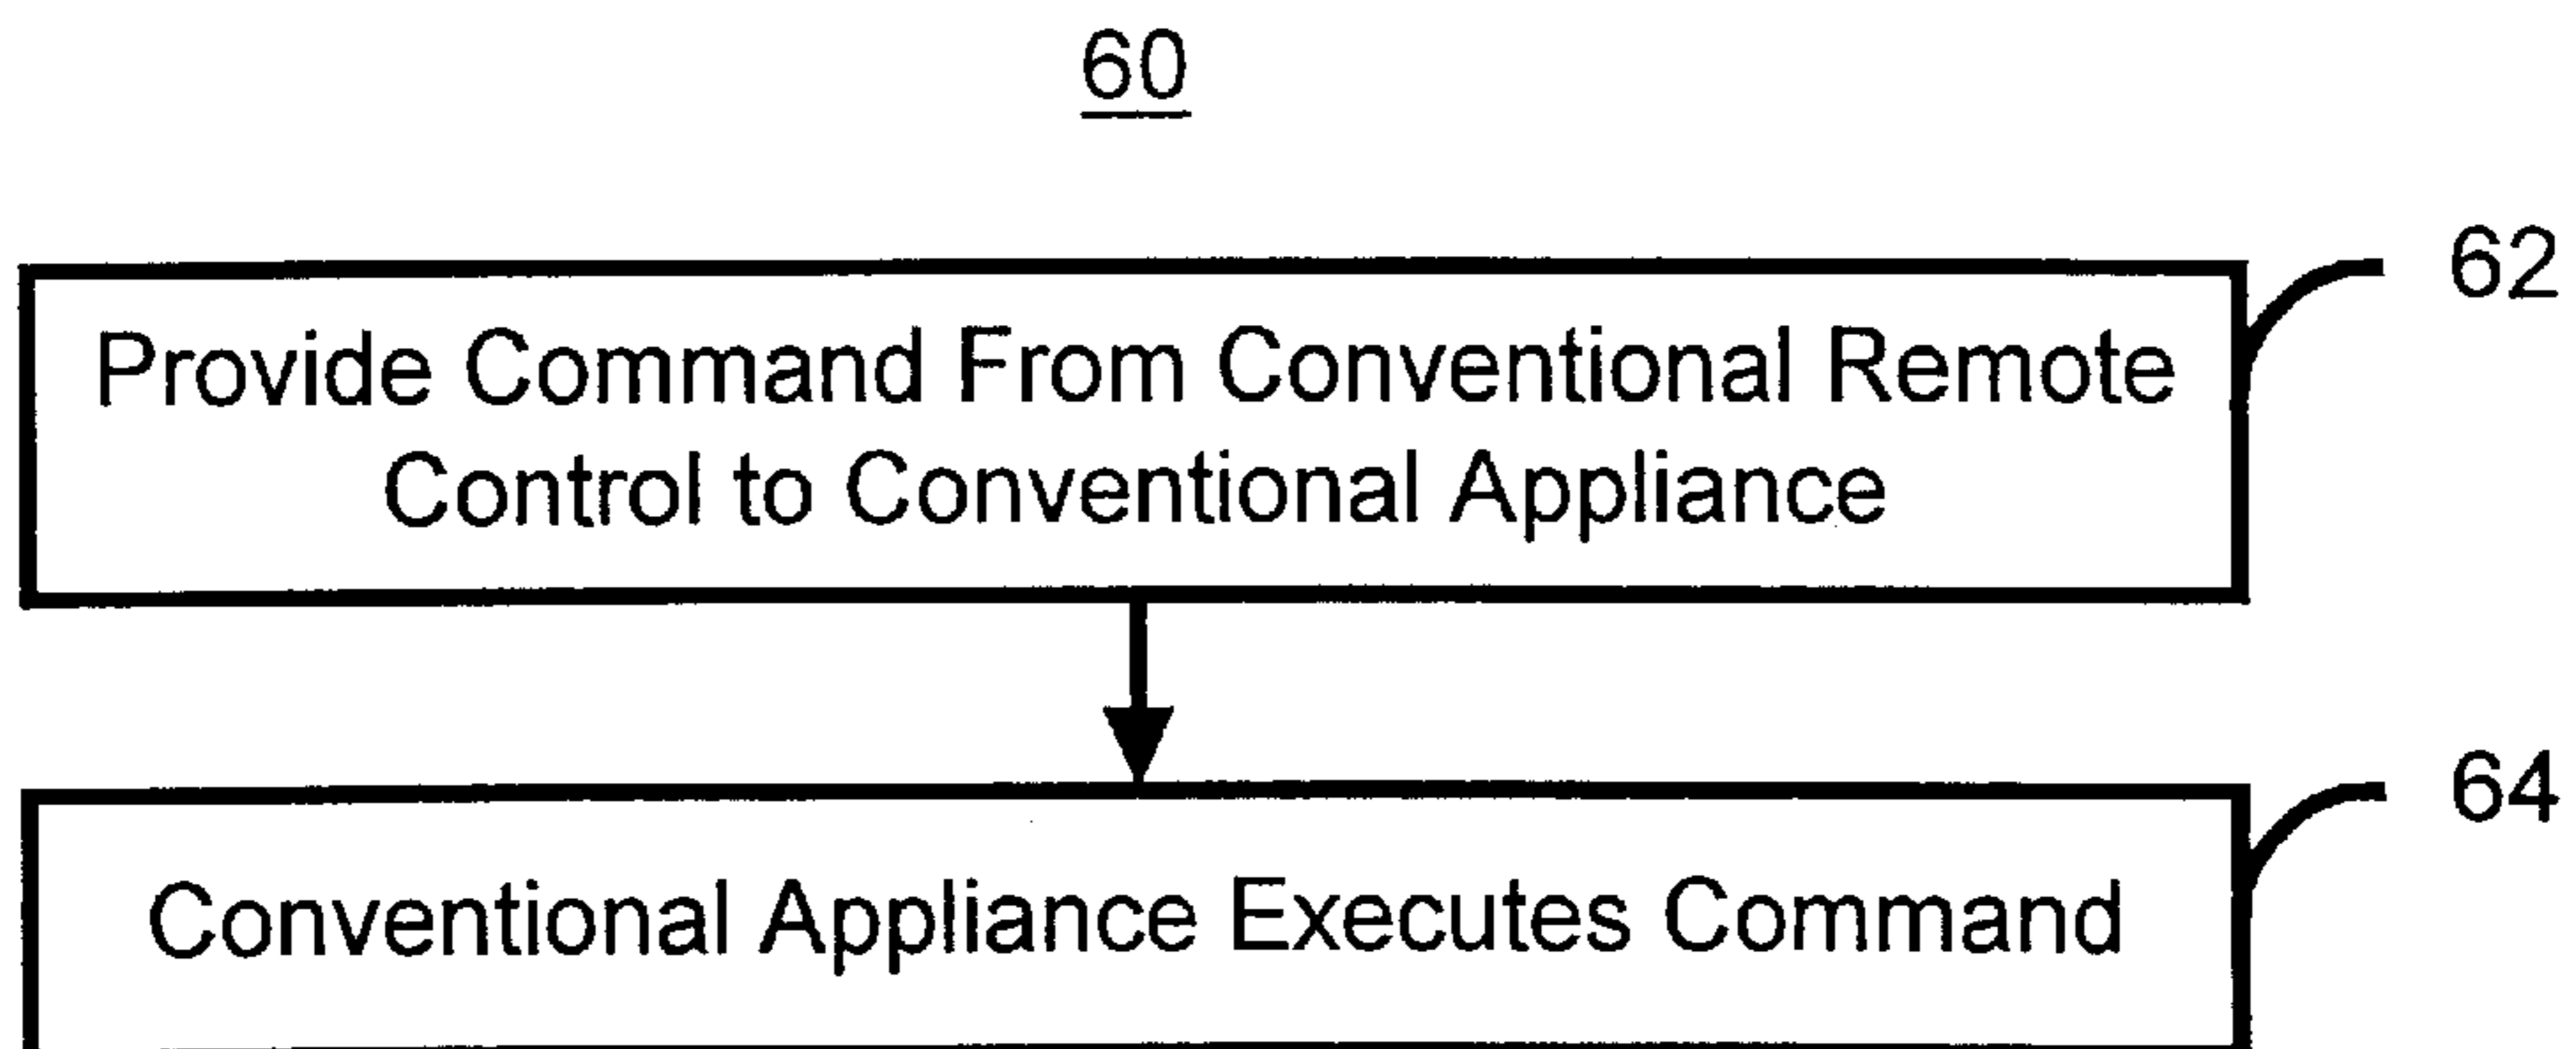 60
62
Provide Command From Conventional Remote
Control to Conventional Appliance
64
Conventional Appliance Executes Command